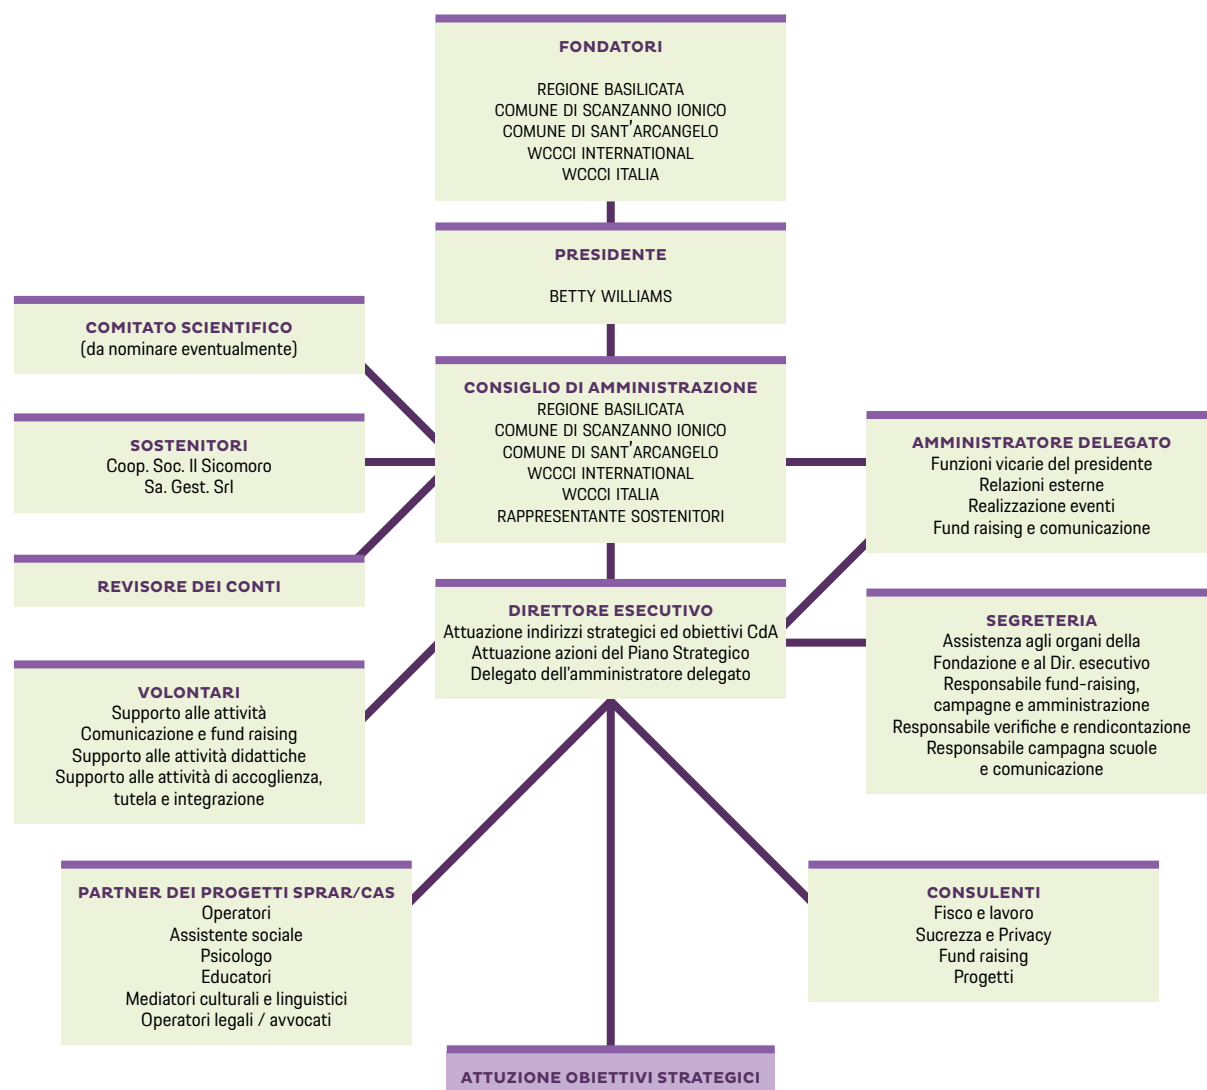 FONDATORI
REGIONE BASILICATA
COMUNE DI SCANZANNO IONICO
COMUNE DI SANT'ARCANGELO
WCCCI INTERNATIONAL
WCCCI ITALIA
PRESIDENTE
BETTY WILLIAMS
COMITATO SCIENTIFICO
(da nominare eventualmente)
SOSTENITORI
Coop. Soc. Il Sicomoro
Sa. Gest. Srl
REVISORE DEI CONTI
CONSIGLIO DI AMMINISTRAZIONE
REGIONE BASILICATA
COMUNE DI SCANZANNO IONICO
COMUNE DI SANT'ARCANGELO
WCCCI INTERNATIONAL
WCCCI ITALIA
RAPPRESENTANTE SOSTENITORI
AMMINISTRATORE DELEGATO
Funzioni vicarie del presidente
Relazioni esterne
Realizzazione eventi
Fund raising e comunicazione
DIRETTORE ESECUTIVO
Attuazione indirizzi strategici ed obiettivi CdA
Attuazione azioni del Piano Strategico
Delegato dell'amministratore delegato
SEGRETERIA
Assistenza agli organi della
Fondazione e al Dir. esecutivo
Responsabile fund-raising,
campagne e amministrazione
Responsabile verifiche e rendicontazione
Responsabile campagna scuole
e comunicazione
VOLONTARI
Supporto alle attività
Comunicazione e fund raising
Supporto alle attività didattiche
Supporto alle attività di accoglienza,
tutela e integrazione
PARTNER DEI PROGETTI SPRAR/CAS
Operatori
Assistente sociale
Psicologo
Educatori
Mediatori culturali e linguistici
Operatori legali / avvocati
CONSULENTI
Fisco e lavoro
Sucrezza e Privacy
Fund raising
Progetti
ATTUZIONE OBIETTIVI STRATEGICI